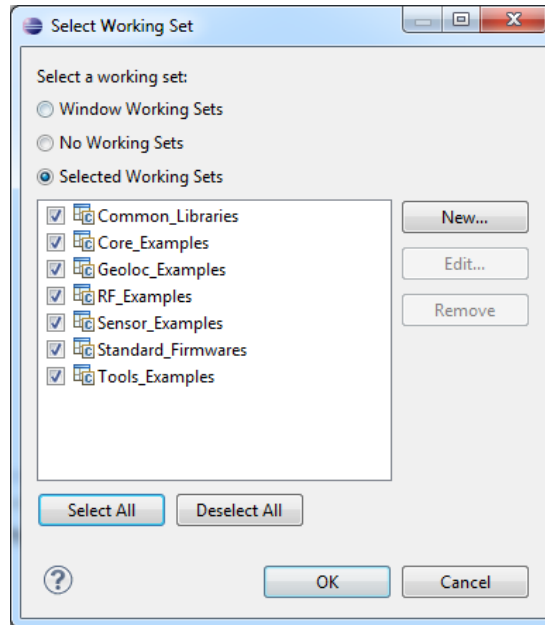 Select Working Set
Select a working set:
Window Working Sets
No Working Sets
Selected Working Sets
Common_Libraries
Core_Examples
Geoloc_Examples
RF_Examples
Sensor_Examples
Standard_Firmwares
Tools_Examples
New...
Edit...
Remove
Select All
Deselect All
?
OK
Cancel